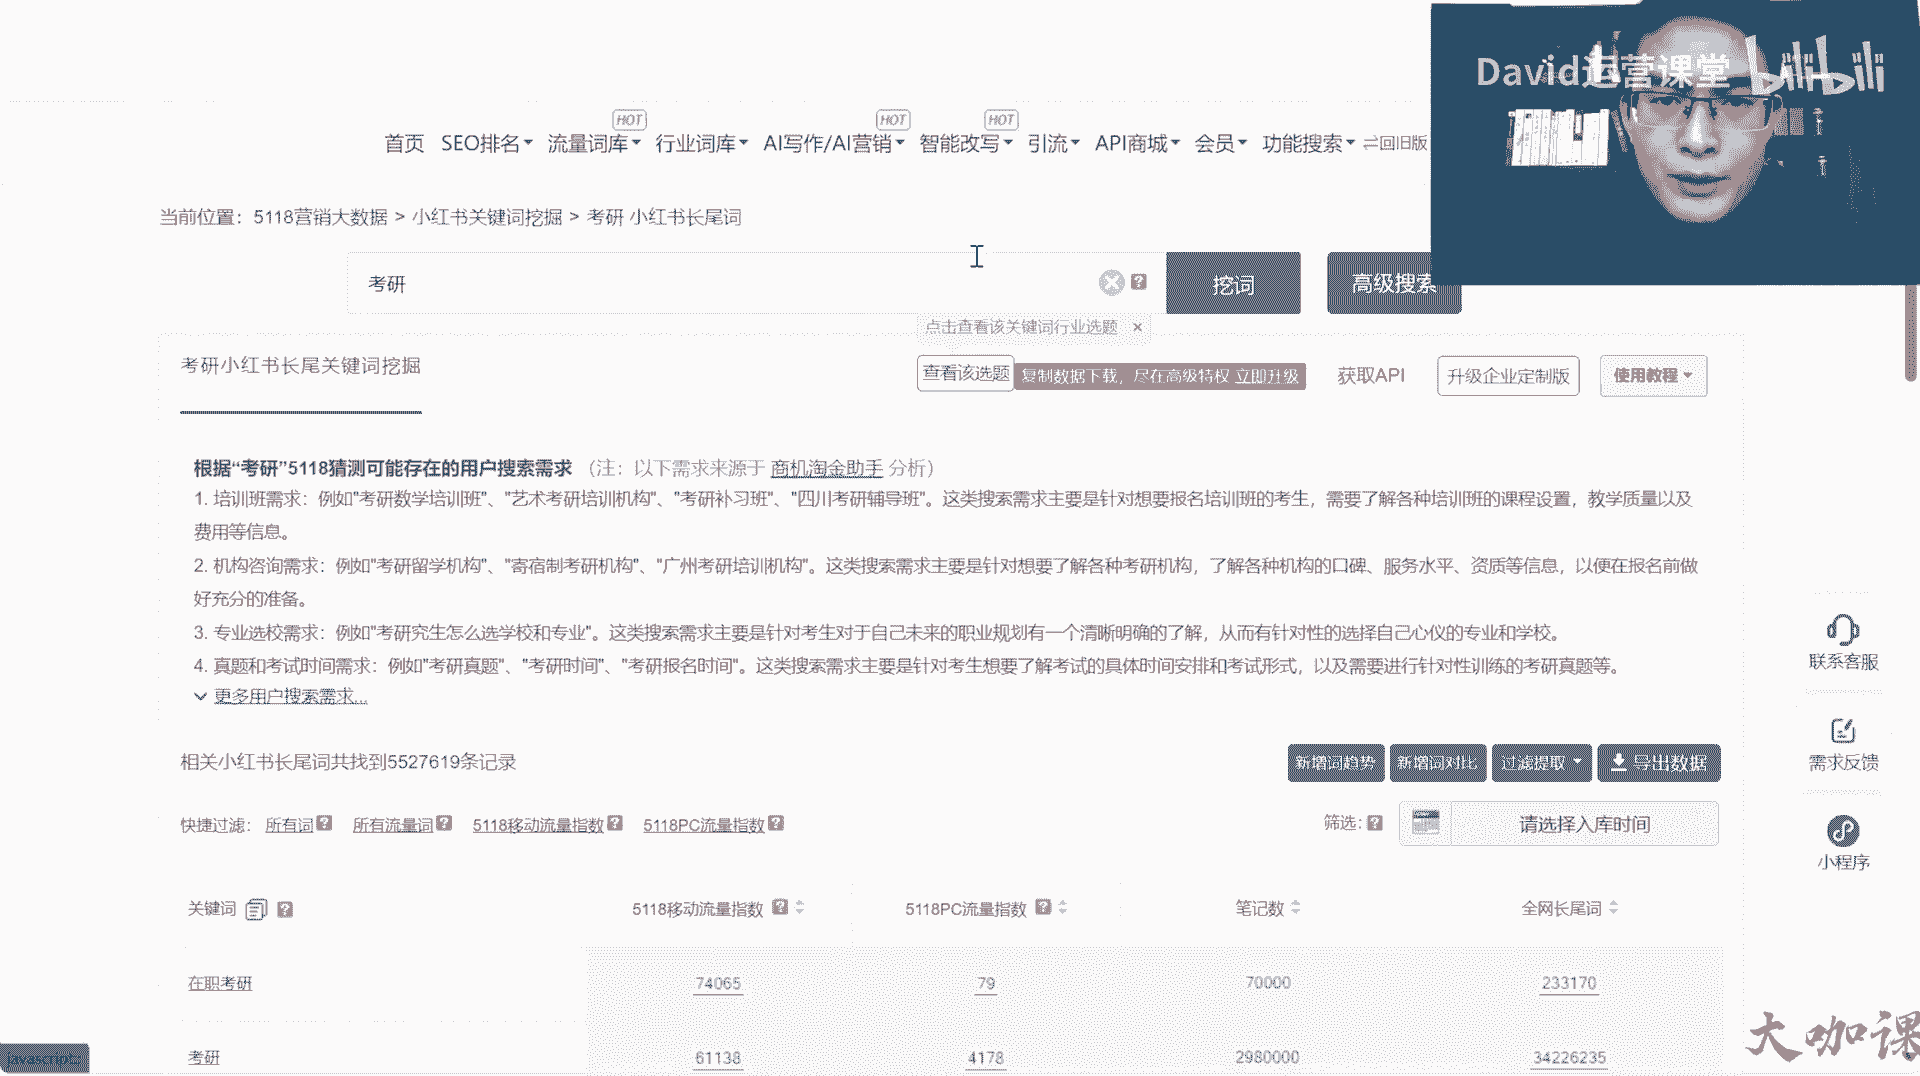 David运营课堂 bilibili
HOT HOT HOT
首页 SEO排名 流量词库 行业词库 AI写作/AI营销 智能改写 引流 API商城 会员 功能搜索 回旧版
当前位置：5118营销大数据 > 小红书关键词挖掘 > 考研 小红书长尾词
考研 挖词 高级搜索
点击查看该关键词行业选题 ×
考研小红书长尾关键词挖掘 查看该选题 复制数据下载，尽在高级特权 立即升级 获取API 升级企业定制版 使用教程
根据“考研”5118猜测可能存在的用户搜索需求（注：以下需求来源于 商机淘金助手 分析）
1. 培训班需求：例如"考研数学培训班"、"艺术考研培训机构"、"考研补习班"、"四川考研辅导班"。这类搜索需求主要是针对想要报名培训班的考生，需要了解各种培训班的课程设置，教学质量以及
费用等信息。
2. 机构咨询需求：例如"考研留学机构"、"寄宿制考研机构"、"广州考研培训机构"。这类搜索需求主要是针对想要了解各种考研机构，了解各种机构的口碑、服务水平、资质等信息，以便在报名前做
好充分的准备。
3. 专业选校需求：例如"考研究生怎么选学校和专业"。这类搜索需求主要是针对考生对于自己未来的职业规划有一个清晰明确的了解，从而有针对性的选择自己心仪的专业和学校。
4. 真题和考试时间需求：例如"考研真题"、"考研时间"、"考研报名时间"。这类搜索需求主要是针对考生想要了解考试的具体时间安排和考试形式，以及需要进行针对性训练的考研真题等。
更多用户搜索需求...
联系客服
需求反馈
小程序
相关小红书长尾词共找到5527619条记录 新增词趋势 新增词对比 过滤提取 导出数据
快捷过滤： 所有词 所有流量词 5118移动流量指数 5118PC流量指数 筛选: 请选择入库时间
关键词 5118移动流量指数 5118PC流量指数 笔记数 全网长尾词
在职考研 74065 79 70000 233170
考研 61138 4178 2980000 34226235
javascript:
大咖课